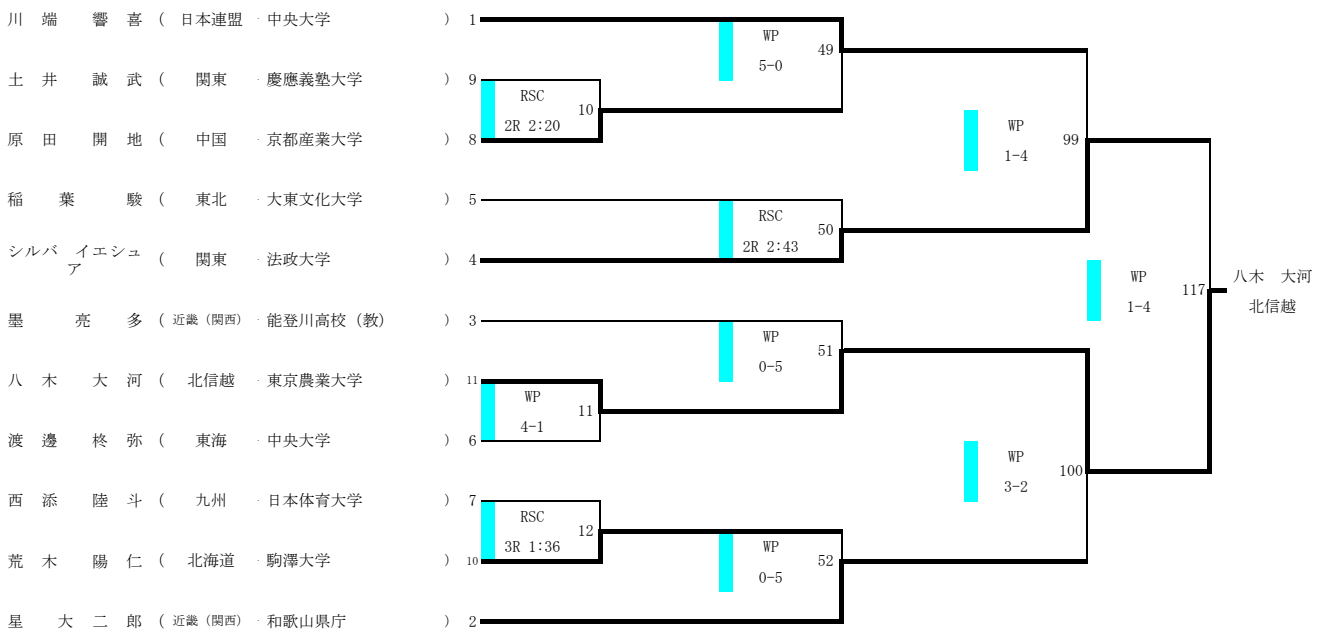 川 端 響 喜 ( 日本連盟 ・ 中央大学 ) 1
WP 49
5-0
土 井 誠 武 ( 関東 ・ 慶應義塾大学 ) 9
RSC 10
2R 2:20
原 田 開 地 ( 中国 ・ 京都産業大学 ) 8
WP 99
1-4
稲 葉 駿 ( 東北 ・ 大東文化大学 ) 5
RSC 50
2R 2:43
シルバ イエシュ
ア ( 関東 ・ 法政大学 ) 4
WP 117
1-4
八木 大河
北信越
墨 亮 多 ( 近畿（関西） ・ 能登川高校（教） ) 3
WP 51
0-5
八 木 大 河 ( 北信越 ・ 東京農業大学 ) 11
WP 11
4-1
渡 邊 柊 弥 ( 東海 ・ 中央大学 ) 6
WP 100
3-2
西 添 陸 斗 ( 九州 ・ 日本体育大学 ) 7
RSC 12
3R 1:36
荒 木 陽 仁 ( 北海道 ・ 駒澤大学 ) 10
WP 52
0-5
星 大 二 郎 ( 近畿（関西） ・ 和歌山県庁 ) 2